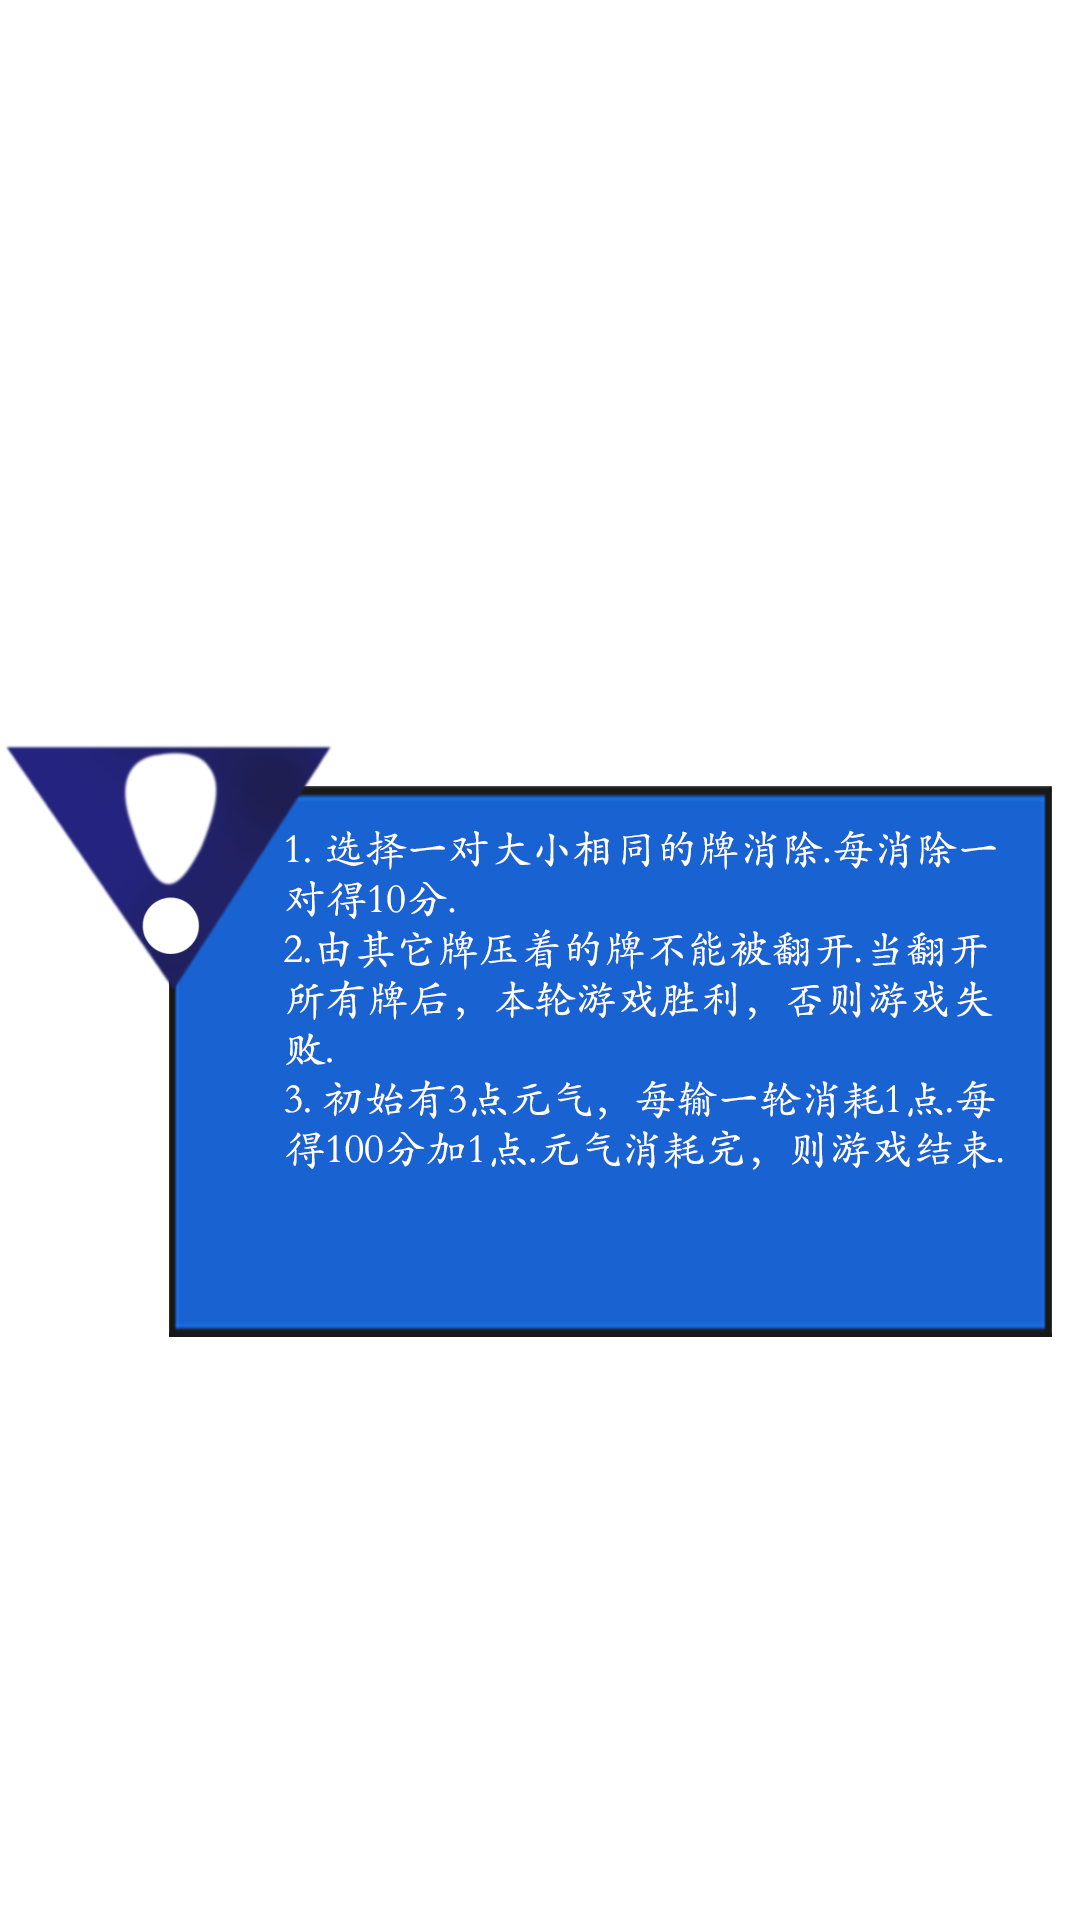 1. 选择一对大小相同的牌消除.每消除一
对得10分.
2.由其它牌压着的牌不能被翻开.当翻开
所有牌后，本轮游戏胜利，否则游戏失
败.
3. 初始有3点元气，每输一轮消耗1点.每
得100分加1点.元气消耗完，则游戏结束.